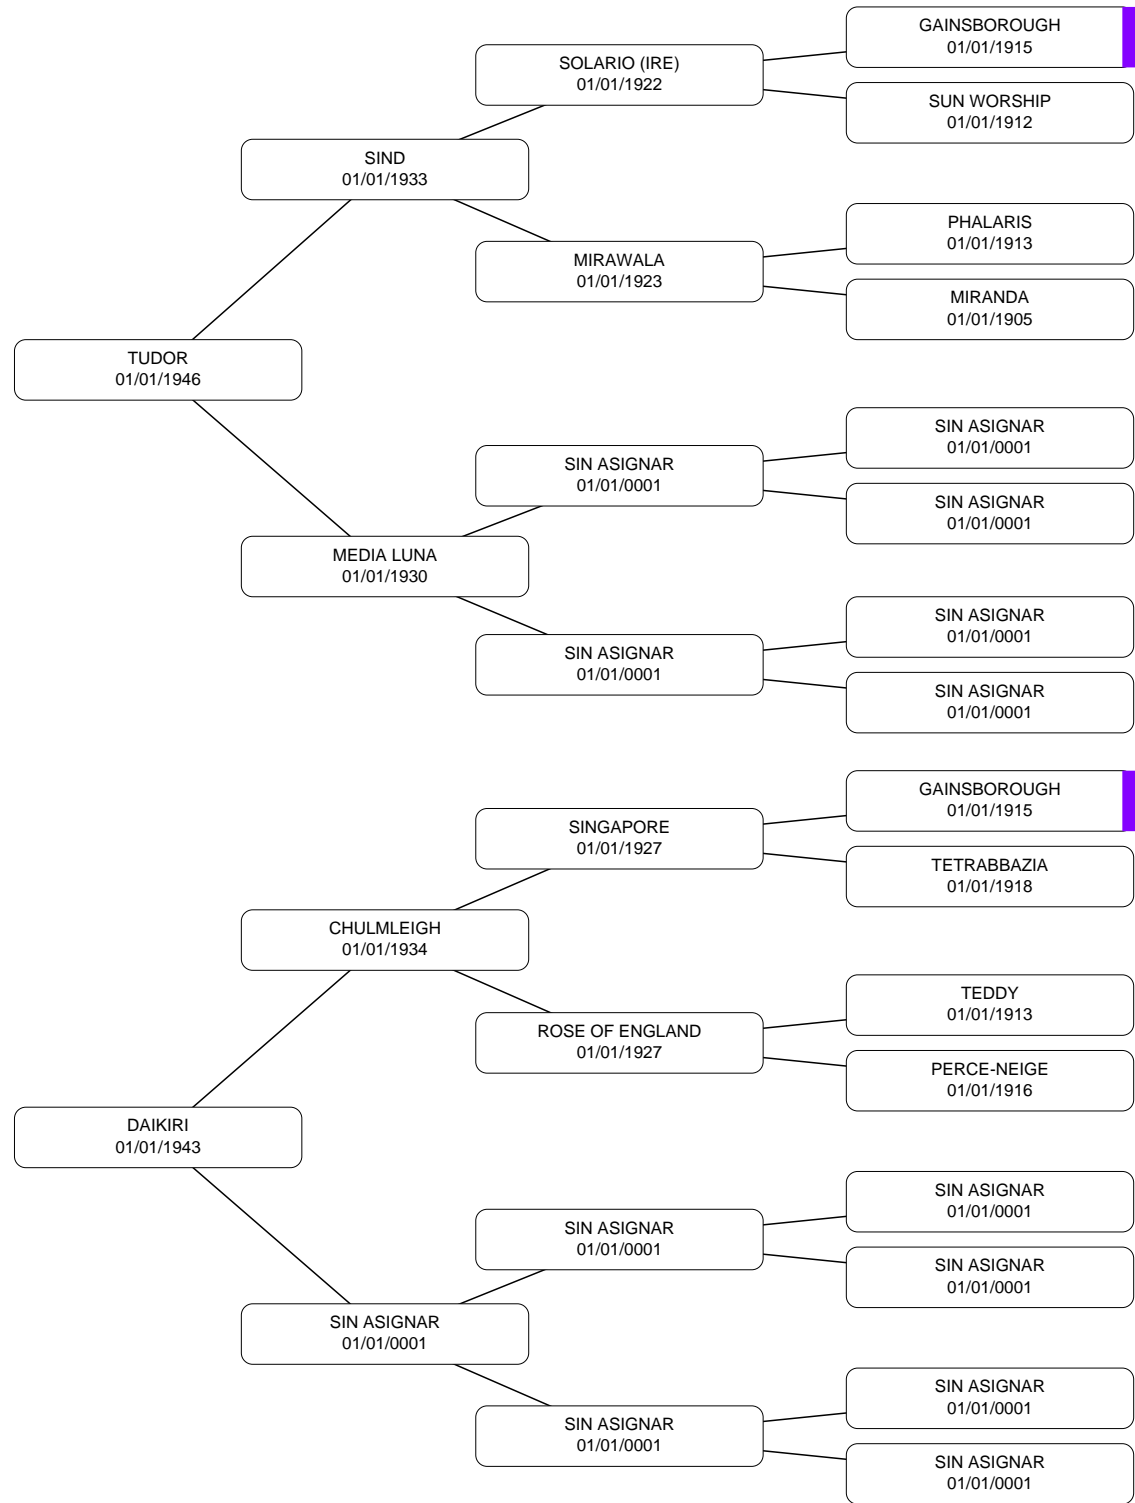 GAINSBOROUGH
01/01/1915
SOLARIO (IRE)
01/01/1922
SUN WORSHIP
01/01/1912
SIND
01/01/1933
PHALARIS
01/01/1913
MIRAWALA
01/01/1923
MIRANDA
01/01/1905
TUDOR
01/01/1946
SIN ASIGNAR
01/01/0001
SIN ASIGNAR
01/01/0001
SIN ASIGNAR
01/01/0001
MEDIA LUNA
01/01/1930
SIN ASIGNAR
01/01/0001
SIN ASIGNAR
01/01/0001
SIN ASIGNAR
01/01/0001
GAINSBOROUGH
01/01/1915
SINGAPORE
01/01/1927
TETRABBAZIA
01/01/1918
CHULMLEIGH
01/01/1934
TEDDY
01/01/1913
ROSE OF ENGLAND
01/01/1927
PERCE-NEIGE
01/01/1916
DAIKIRI
01/01/1943
SIN ASIGNAR
01/01/0001
SIN ASIGNAR
01/01/0001
SIN ASIGNAR
01/01/0001
SIN ASIGNAR
01/01/0001
SIN ASIGNAR
01/01/0001
SIN ASIGNAR
01/01/0001
SIN ASIGNAR
01/01/0001